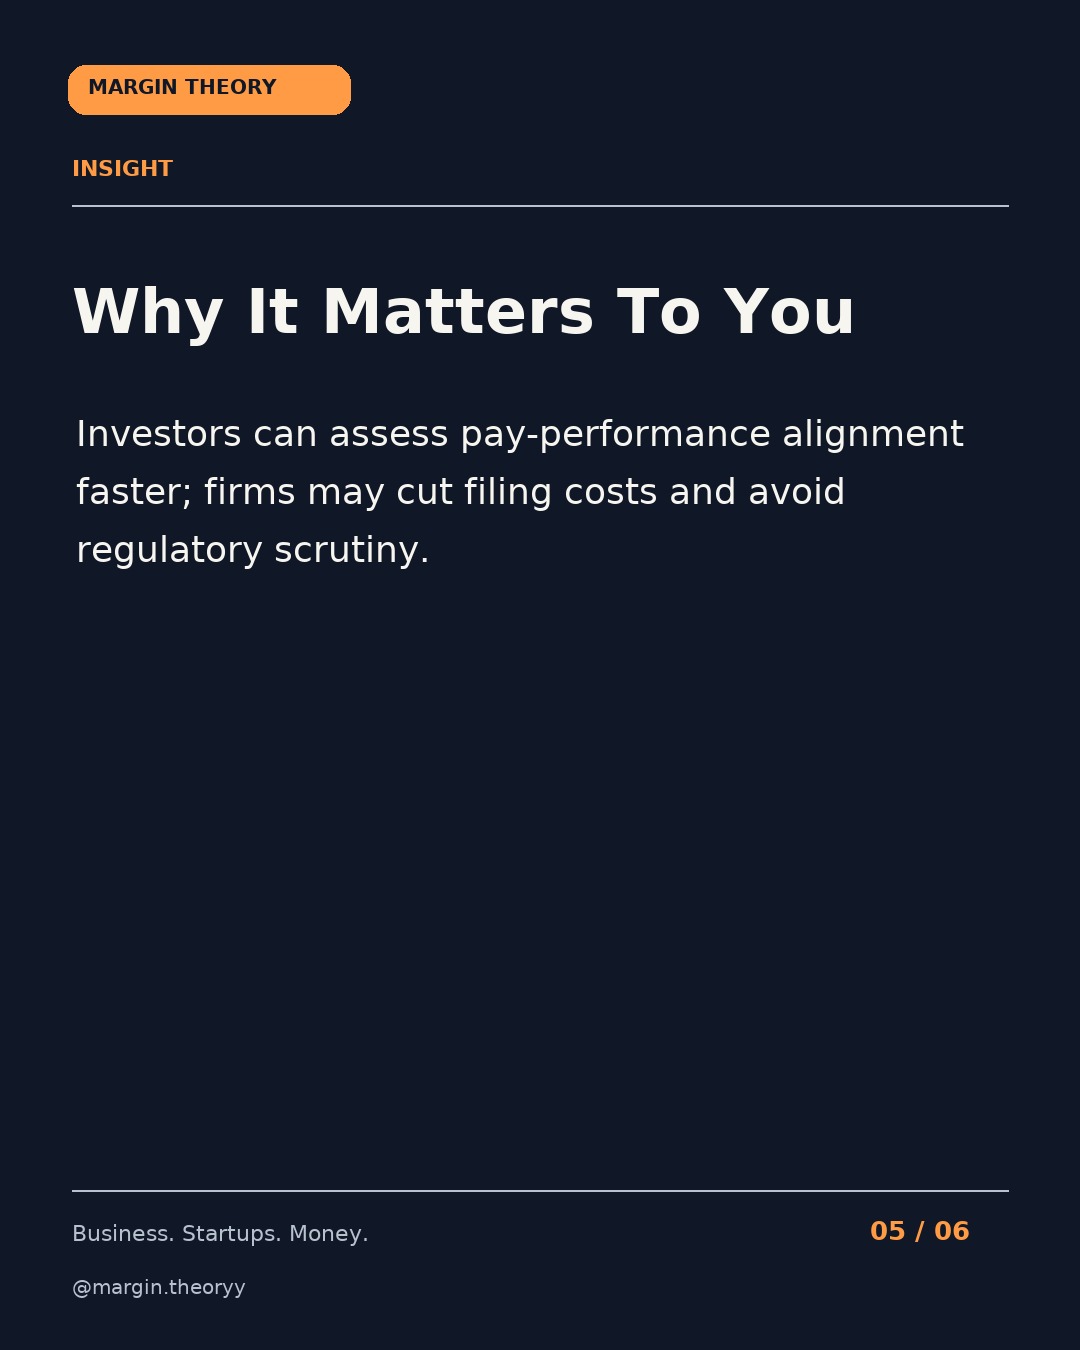 MARGIN THEORY
INSIGHT
Why It Matters To You
Investors can assess pay-performance alignment
faster; firms may cut filing costs and avoid
regulatory scrutiny.
Business. Startups. Money.
05 / 06
@margin.theoryy